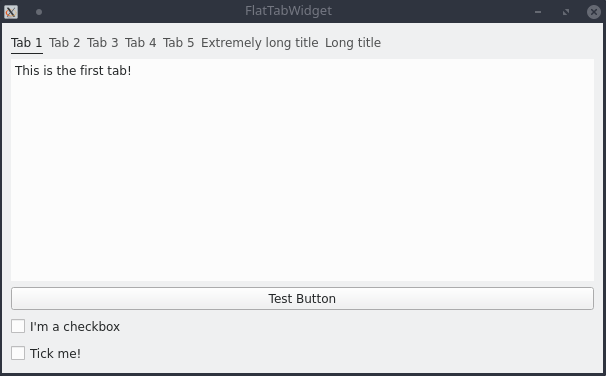 FlatTabWidget
Tab 1 Tab 2 Tab 3 Tab 4 Tab 5 Extremely long title Long title
This is the first tab!
Test Button
I'm a checkbox
Tick me!